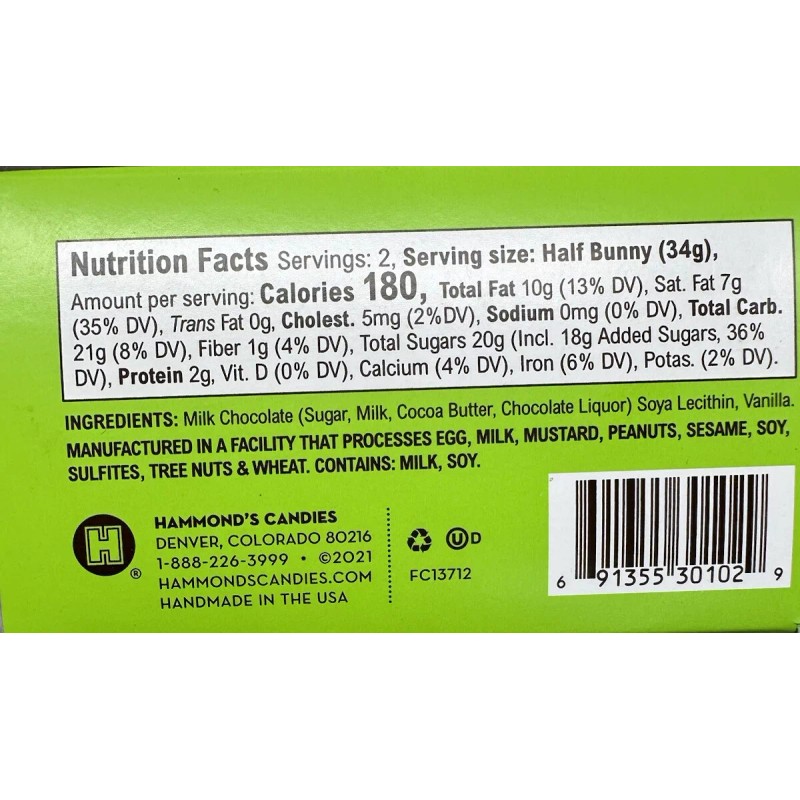 Nutrition Facts Servings: 2, Serving size: Half Bunny (34g),
Amount per serving: Calories 180, Total Fat 10g (13% DV), Sat. Fat 7g
(35% DV), Trans Fat 0g, Cholest. 5mg (2%DV), Sodium 0mg (0% DV), Total Carb.
21g (8% DV), Fiber 1g (4% DV), Total Sugars 20g (Incl. 18g Added Sugars, 36%
DV), Protein 2g, Vit. D (0% DV), Calcium (4% DV), Iron (6% DV), Potas. (2% DV).
INGREDIENTS: Milk Chocolate (Sugar, Milk, Cocoa Butter, Chocolate Liquor) Soya Lecithin, Vanilla.
MANUFACTURED IN A FACILITY THAT PROCESSES EGG, MILK, MUSTARD, PEANUTS, SESAME, SOY,
SULFITES, TREE NUTS & WHEAT. CONTAINS: MILK, SOY.
H ®
HAMMOND'S CANDIES
DENVER, COLORADO 80216
1-888-226-3999 • ©2021
HAMMONDSCANDIES.COM
HANDMADE IN THE USA
U D
FC13712
6 91355 30102 9